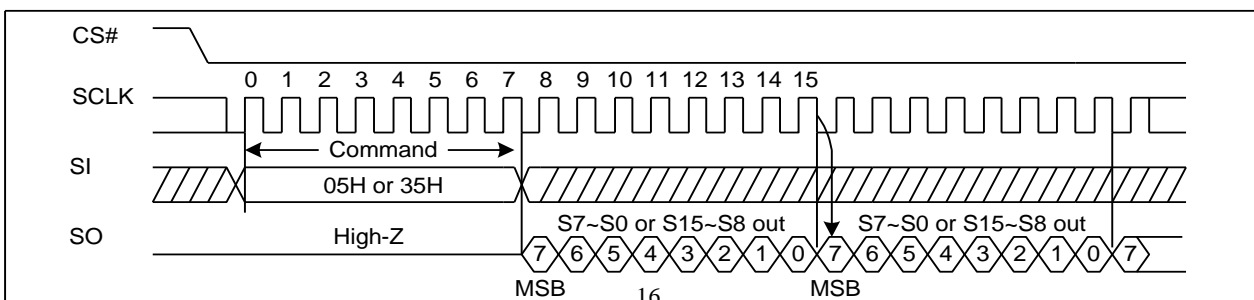 CS#
0 1 2 3 4 5 6 7 8 9 10 11 12 13 14 15
SCLK
Command
SI
05H or 35H
S7~S0 or S15~S8 out S7~S0 or S15~S8 out
SO High-Z
7 6 5 4 3 2 1 0 7 6 5 4 3 2 1 0 7
MSB 16 MSB